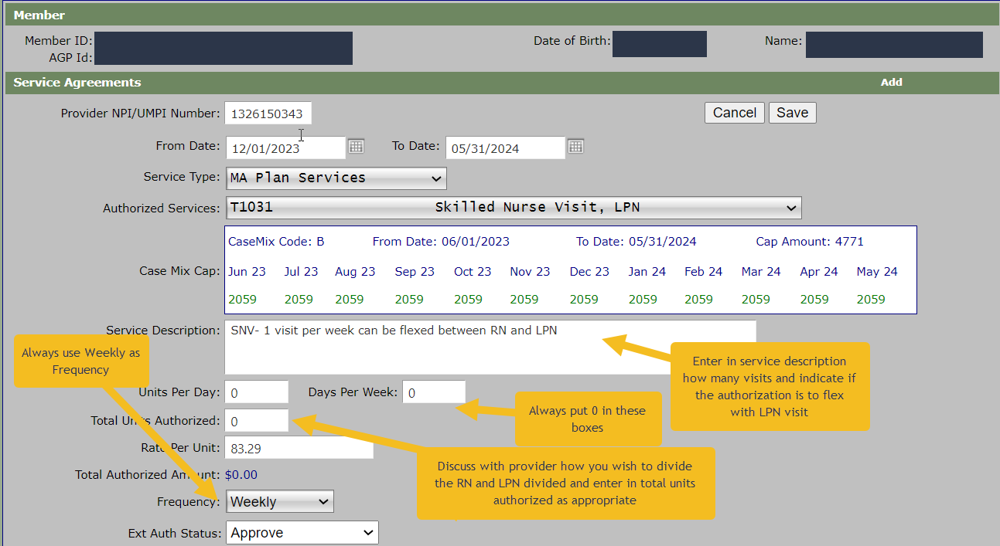 Member
Member ID: Date of Birth: Name:
AGP Id:
Service Agreements Add
Provider NPI/UMPI Number: 1326150343 Cancel Save
From Date: 12/01/2023 To Date: 05/31/2024
Service Type: MA Plan Services
Authorized Services: T1031 Skilled Nurse Visit, LPN
CaseMix Code: B From Date: 06/01/2023 To Date: 05/31/2024 Cap Amount: 4771
Case Mix Cap: Jun 23 Jul 23 Aug 23 Sep 23 Oct 23 Nov 23 Dec 23 Jan 24 Feb 24 Mar 24 Apr 24 May 24
2059 2059 2059 2059 2059 2059 2059 2059 2059 2059 2059 2059
Service Description: SNV- 1 visit per week can be flexed between RN and LPN
Always use Weekly as
Frequency
Enter in service description
how many visits and indicate if
the authorization is to flex
with LPN visit
Units Per Day: 0 Days Per Week: 0
Always put 0 in these
boxes
Total Units Authorized: 0
Rate Per Unit: 83.29
Discuss with provider how you wish to divide
the RN and LPN divided and enter in total units
authorized as appropriate
Total Authorized Amount: $0.00
Frequency: Weekly
Ext Auth Status: Approve